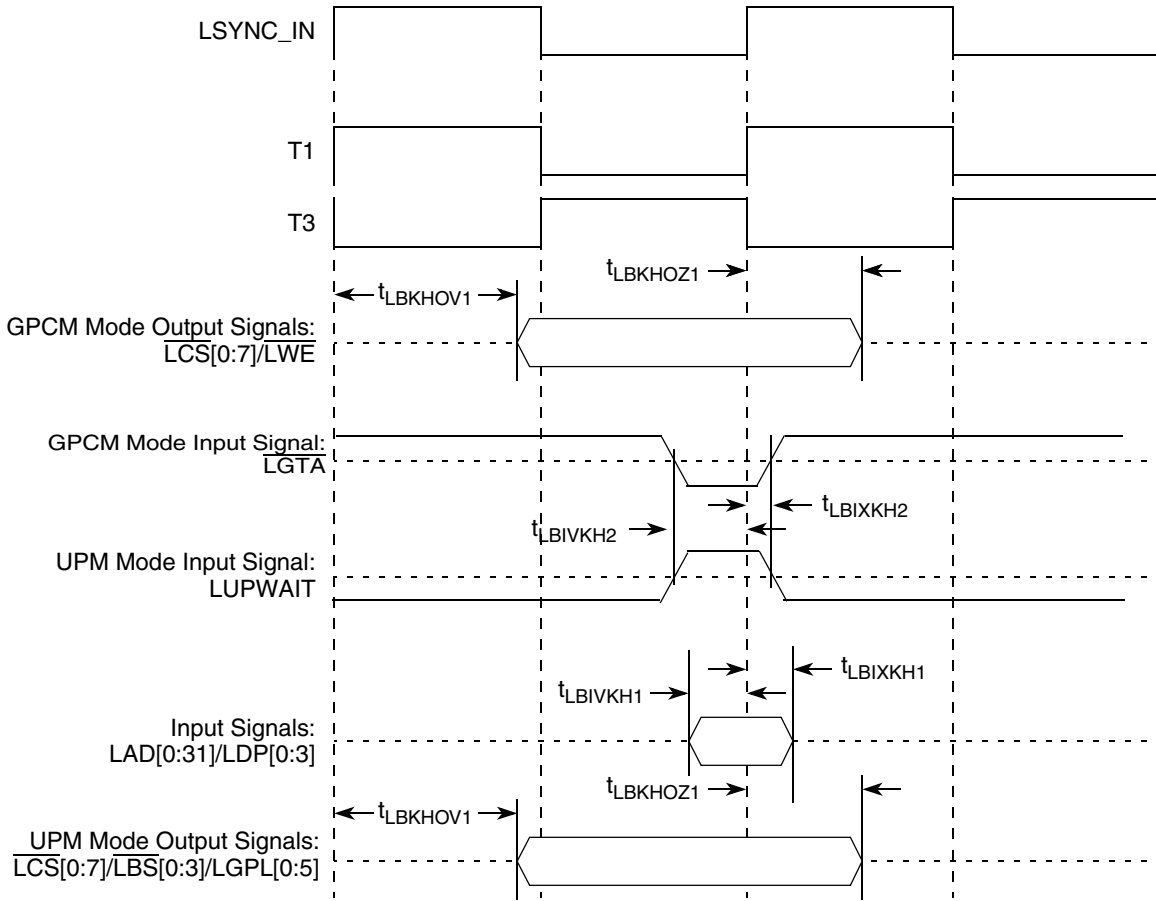 LSYNC_IN
T1
T3
tLBKHOZ1
tLBKHOV1
GPCM Mode Output Signals:
LCS[0:7]/LWE
GPCM Mode Input Signal:
LGTA
tLBIXKH2
tLBIVKH2
UPM Mode Input Signal:
LUPWAIT
tLBIXKH1
tLBIVKH1
Input Signals:
LAD[0:31]/LDP[0:3]
tLBKHOZ1
tLBKHOV1
UPM Mode Output Signals:
LCS[0:7]/LBS[0:3]/LGPL[0:5]